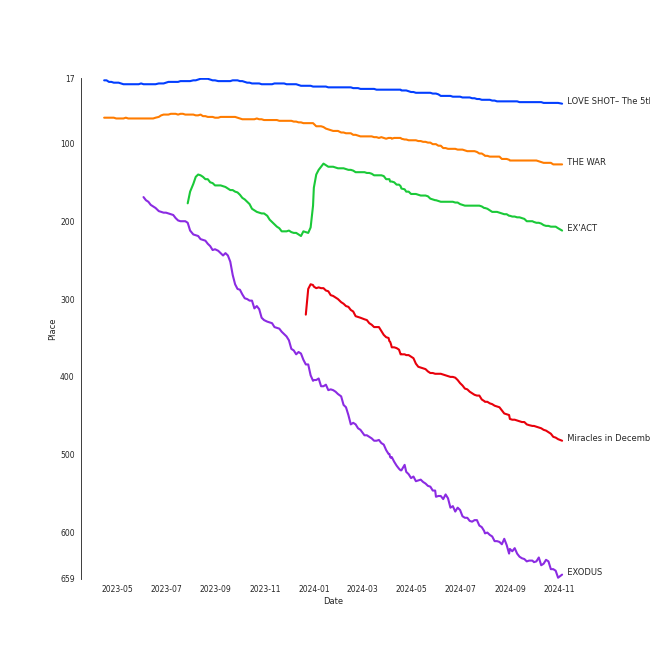 17
100
200
300
400
500
600
659
Place
2023-05
2023-07
2023-09
2023-11
2024-01
2024-03
2024-05
2024-07
2024-09
2024-11
Date
LOVE SHOT– The 5tl
THE WAR
EX'ACT
Miracles in Decemb
EXODUS